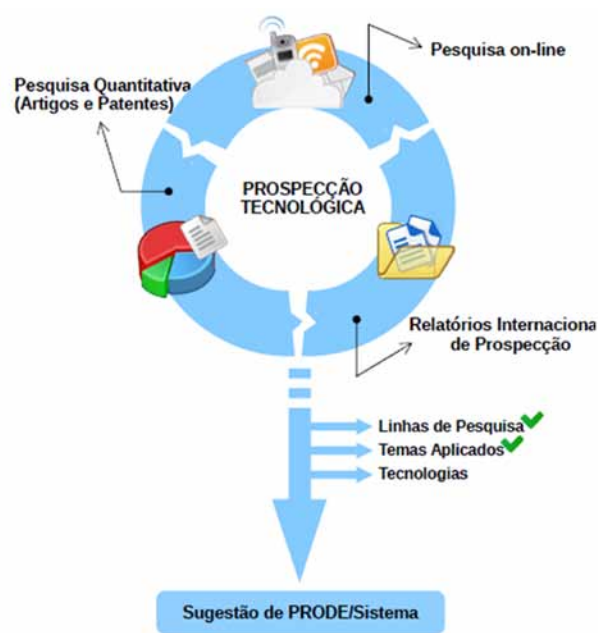 Pesquisa on-line
Pesquisa Quantitativa
(Artigos e Patentes)
PROSPECÇÃO
TECNOLÓGICA
Relatórios Internaciona
de Prospecção
Linhas de Pesquisa
Temas Aplicados
Tecnologias
Sugestão de PRODE/Sistema